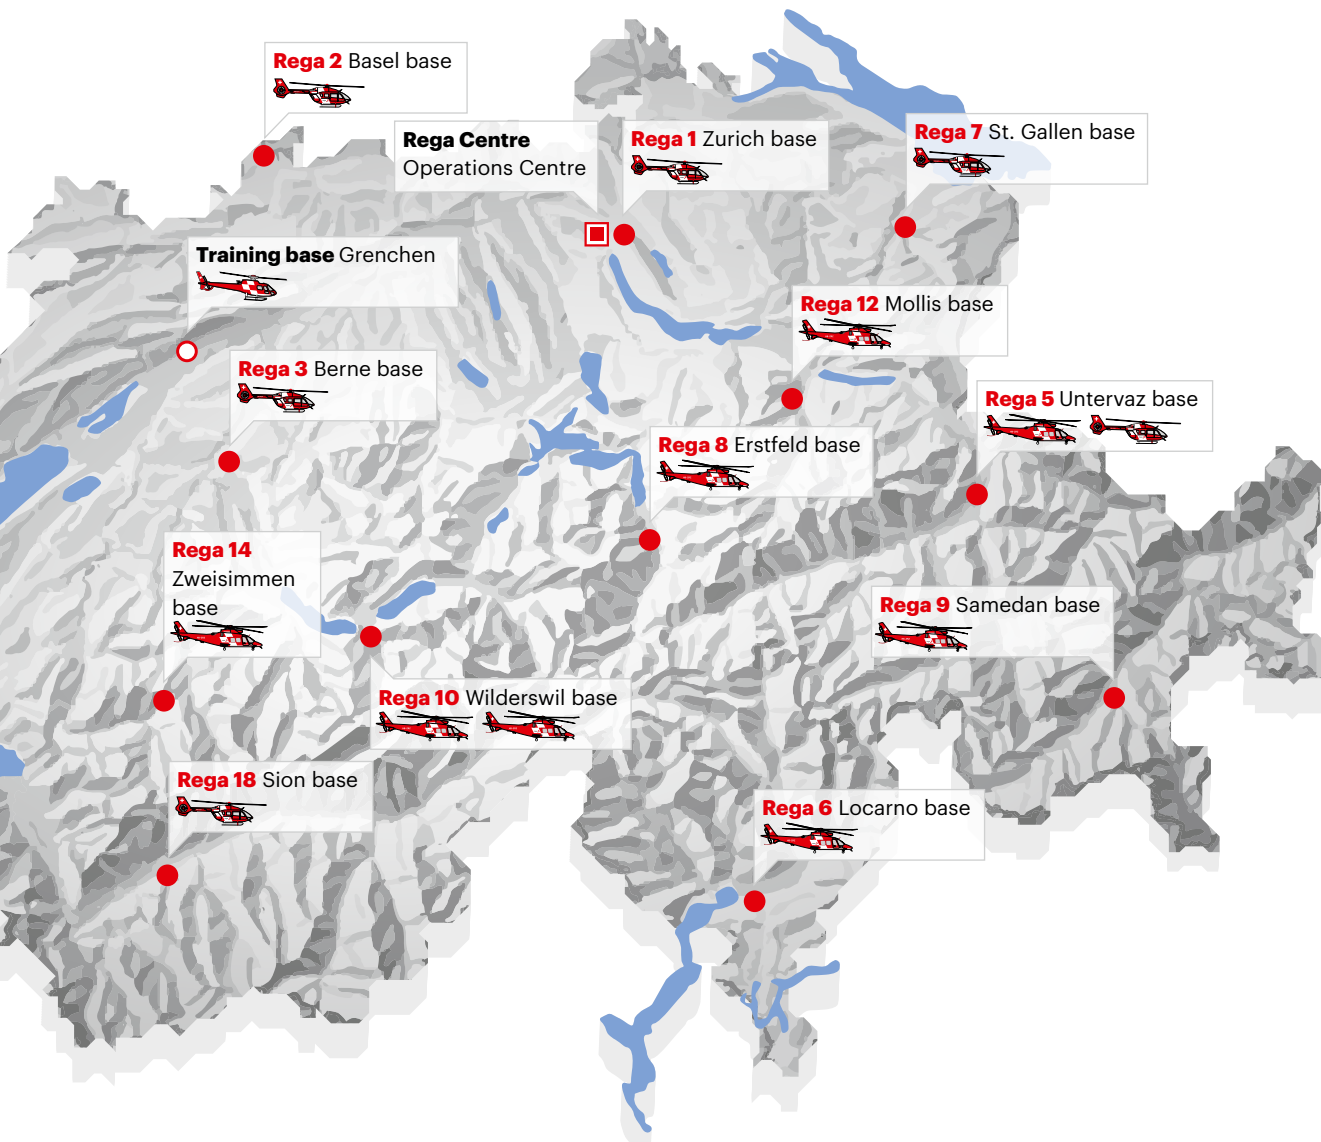 Rega 2 Basel base
Rega Centre
Operations Centre
Rega 1 Zurich base
Rega 7 St. Gallen base
Training base Grenchen
Rega 12 Mollis base
Rega 3 Berne base
Rega 5 Untervaz base
Rega 8 Erstfeld base
Rega 14
Zweisimmen
base
Rega 9 Samedan base
Rega 10 Wilderswil base
Rega 18 Sion base
Rega 6 Locarno base